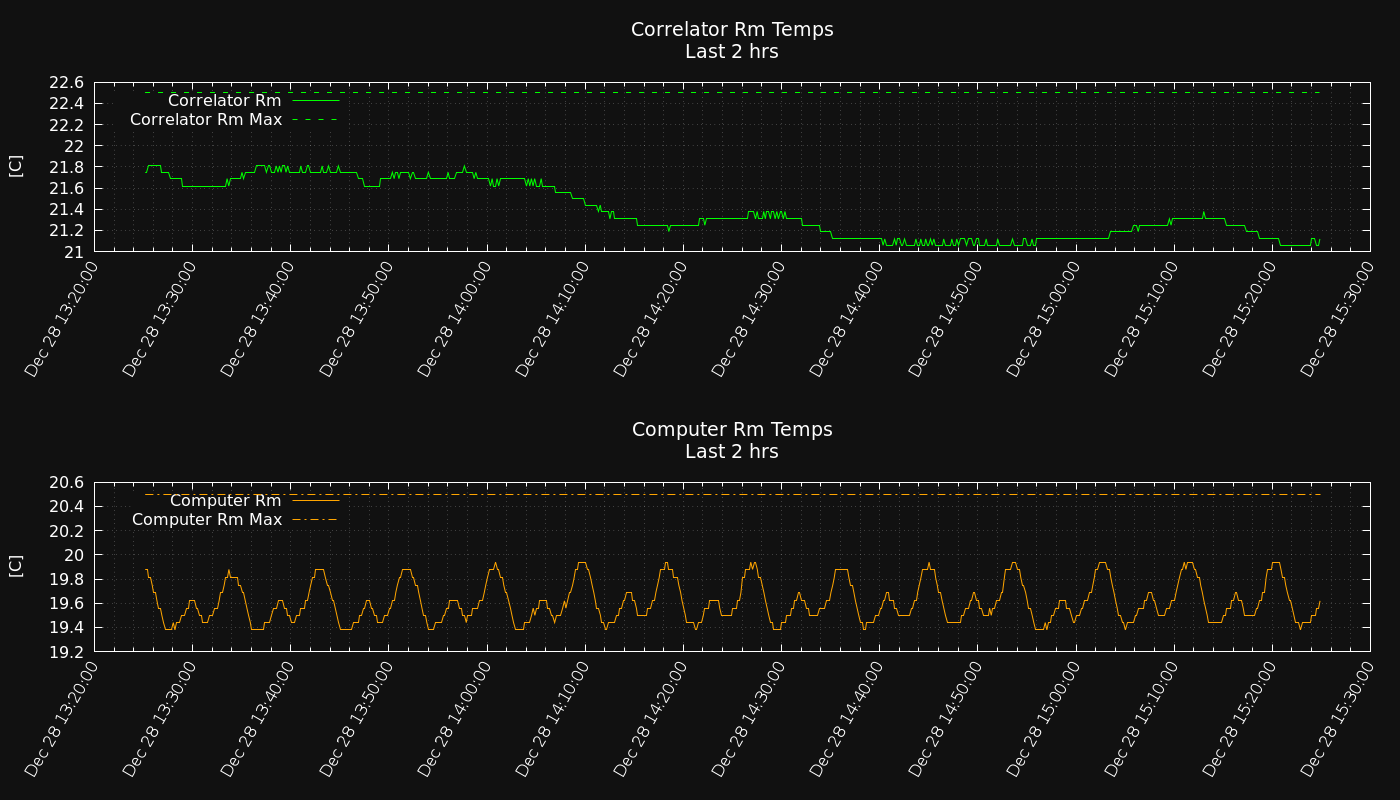 Correlator Rm Temps
Last 2 hrs
22.6
22.4
22.2
22
21.8
21.6
21.4
21.2
21
[C]
Correlator Rm
Correlator Rm Max
Dec 28 13:20:00
Dec 28 13:30:00
Dec 28 13:40:00
Dec 28 13:50:00
Dec 28 14:00:00
Dec 28 14:10:00
Dec 28 14:20:00
Dec 28 14:30:00
Dec 28 14:40:00
Dec 28 14:50:00
Dec 28 15:00:00
Dec 28 15:10:00
Dec 28 15:20:00
Dec 28 15:30:00
Computer Rm Temps
Last 2 hrs
20.6
20.4
20.2
20
19.8
19.6
19.4
19.2
[C]
Computer Rm
Computer Rm Max
Dec 28 13:20:00
Dec 28 13:30:00
Dec 28 13:40:00
Dec 28 13:50:00
Dec 28 14:00:00
Dec 28 14:10:00
Dec 28 14:20:00
Dec 28 14:30:00
Dec 28 14:40:00
Dec 28 14:50:00
Dec 28 15:00:00
Dec 28 15:10:00
Dec 28 15:20:00
Dec 28 15:30:00